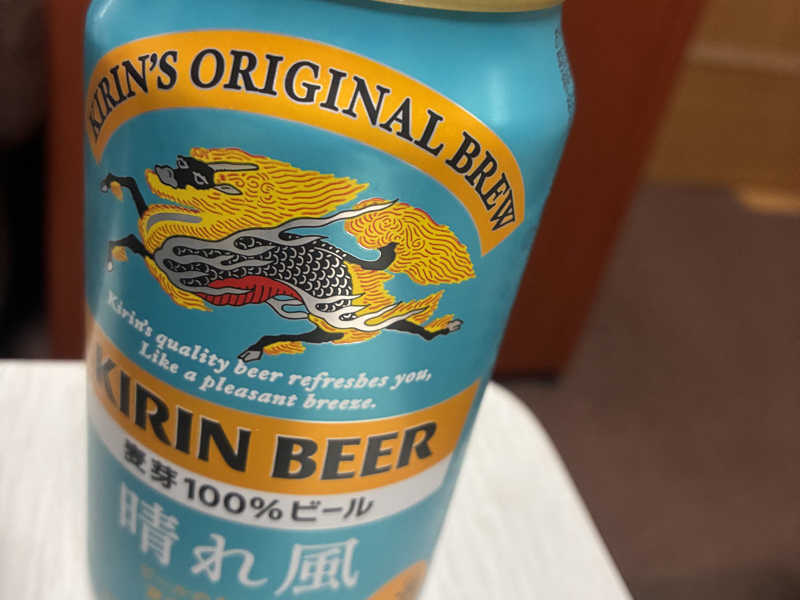 KIRIN'S ORIGINAL BREW
Kirin's quality beer refreshes you,
Like a pleasant breeze.
KIRIN BEER
麦芽100%ビール
晴れ風